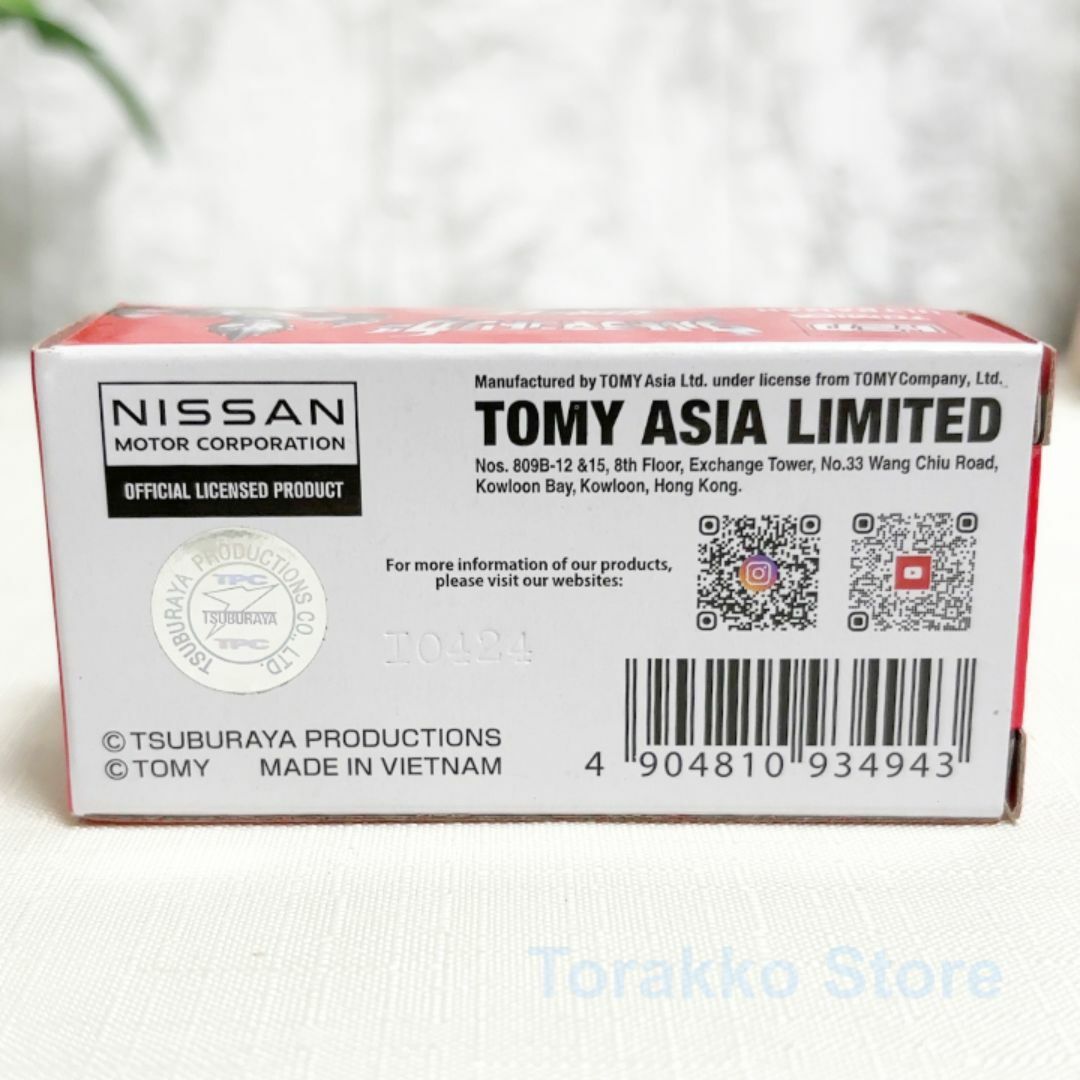 NISSAN
MOTOR CORPORATION
OFFICIAL LICENSED PRODUCT
Manufactured by TOMY Asia Ltd. under license from TOMY Company, Ltd.
TOMY ASIA LIMITED
Nos. 809B-12 &15, 8th Floor, Exchange Tower, No.33 Wang Chiu Road,
Kowloon Bay, Kowloon, Hong Kong.
TSUBURAYA PRODUCTIONS CO.,LTD.
TPC
TSUBURAYA
TPC
For more information of our products,
please visit our websites:
I0424
© TSUBURAYA PRODUCTIONS
© TOMY MADE IN VIETNAM
4 904810 934943
Torakko Store